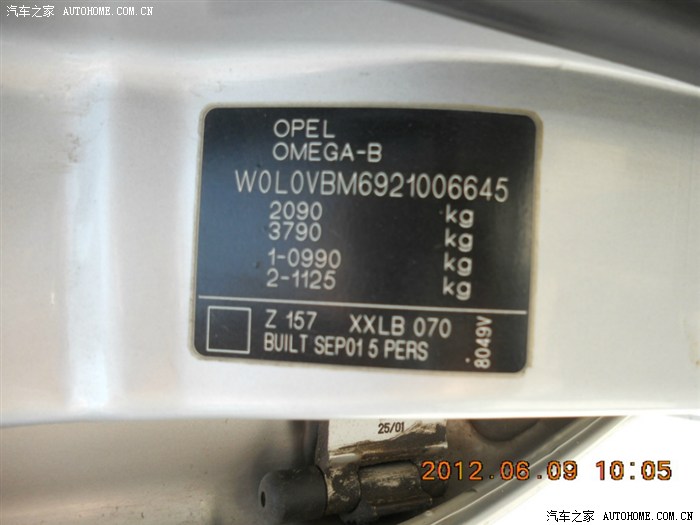 汽车之家 AUTOHOME.COM.CN
OPEL
OMEGA-B
W0L0VBM6921006645
2090 kg
3790 kg
1-0990 kg
2-1125 kg
Z 157 XXLB 070
BUILT SEP01 5 PERS
8049V
25/01
2012.06.09 10:05
汽车之家 AUTOHOME.COM.CN